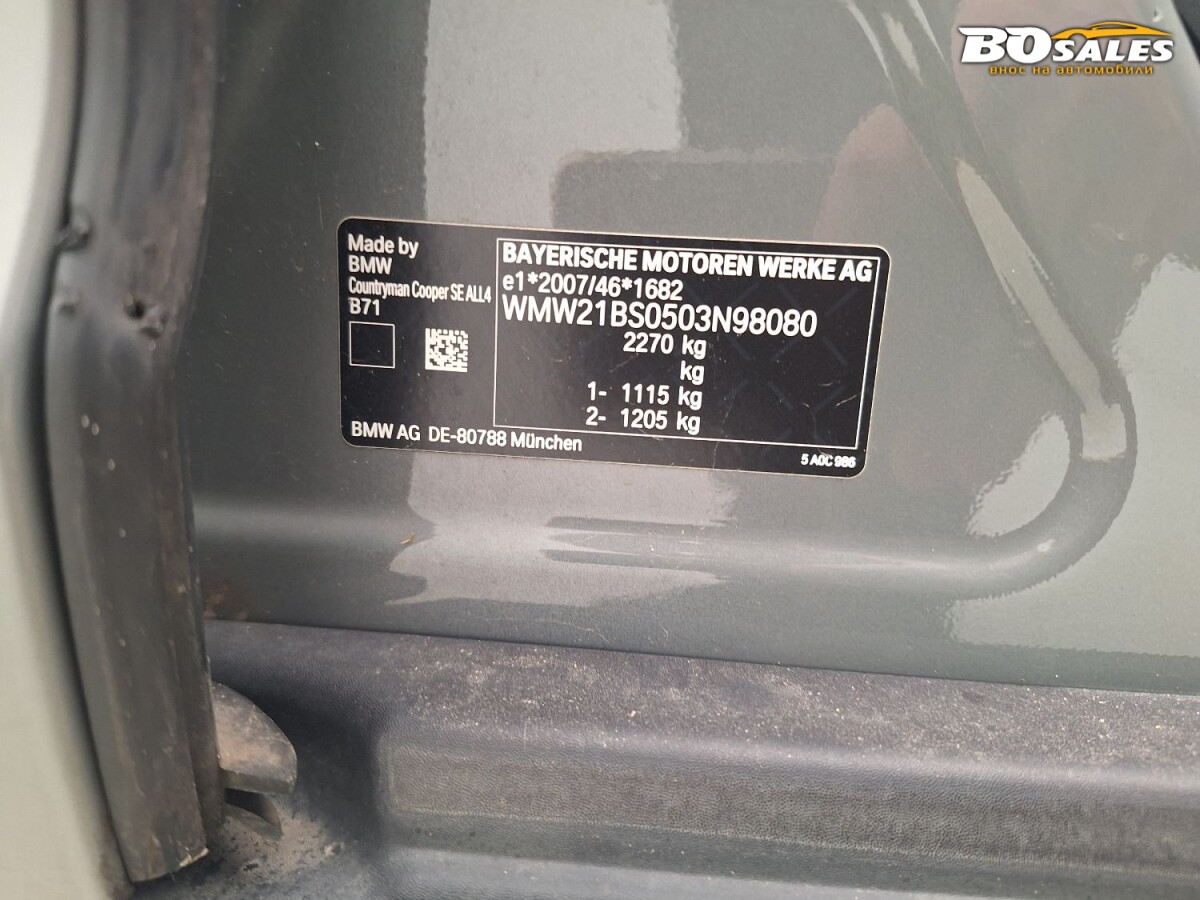 BOSALES
внос на автомобили
Made by
BMW
Countryman Cooper SE ALL4
B71
BAYERISCHE MOTOREN WERKE AG
e1*2007/46*1682
WMW21BS0503N98080
2270 kg
kg
1- 1115 kg
2- 1205 kg
BMW AG DE-80788 München
5 A0C 986